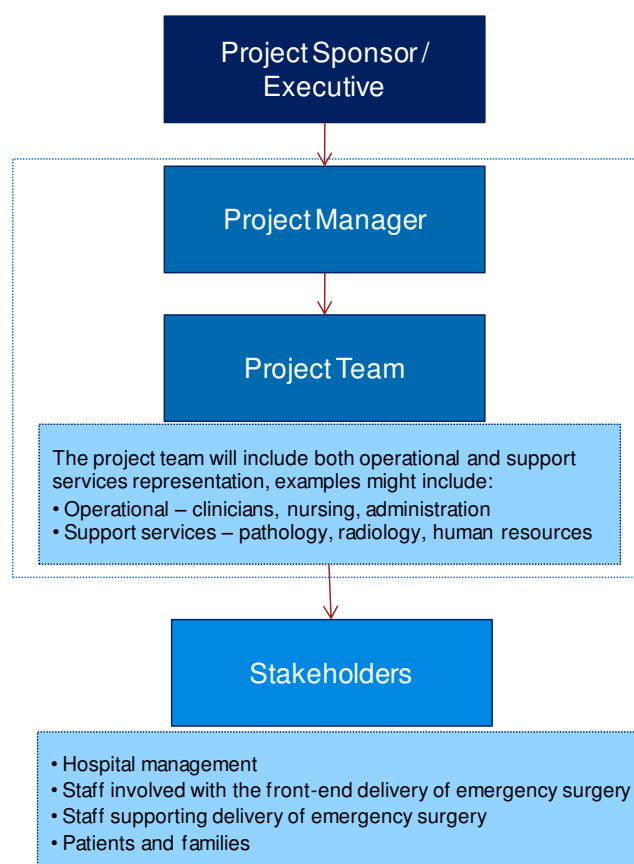 Project Sponsor /
Executive
Project Manager
Project Team
The project team will include both operational and support
services representation, examples might include:
• Operational – clinicians, nursing, administration
• Support services – pathology, radiology, human resources
Stakeholders
• Hospital management
• Staff involved with the front-end delivery of emergency surgery
• Staff supporting delivery of emergency surgery
• Patients and families